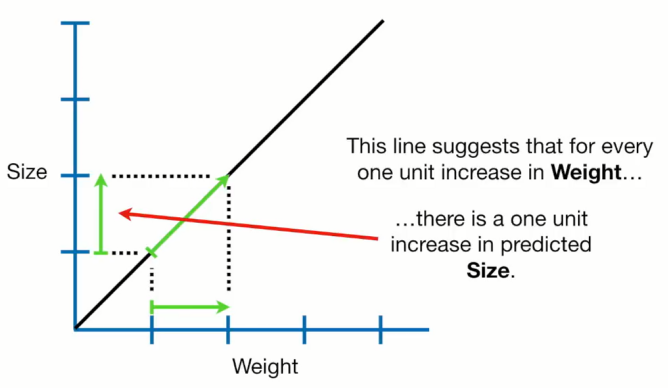 This line suggests that for every
one unit increase in Weight…
Size
…there is a one unit
increase in predicted
Size.
Weight